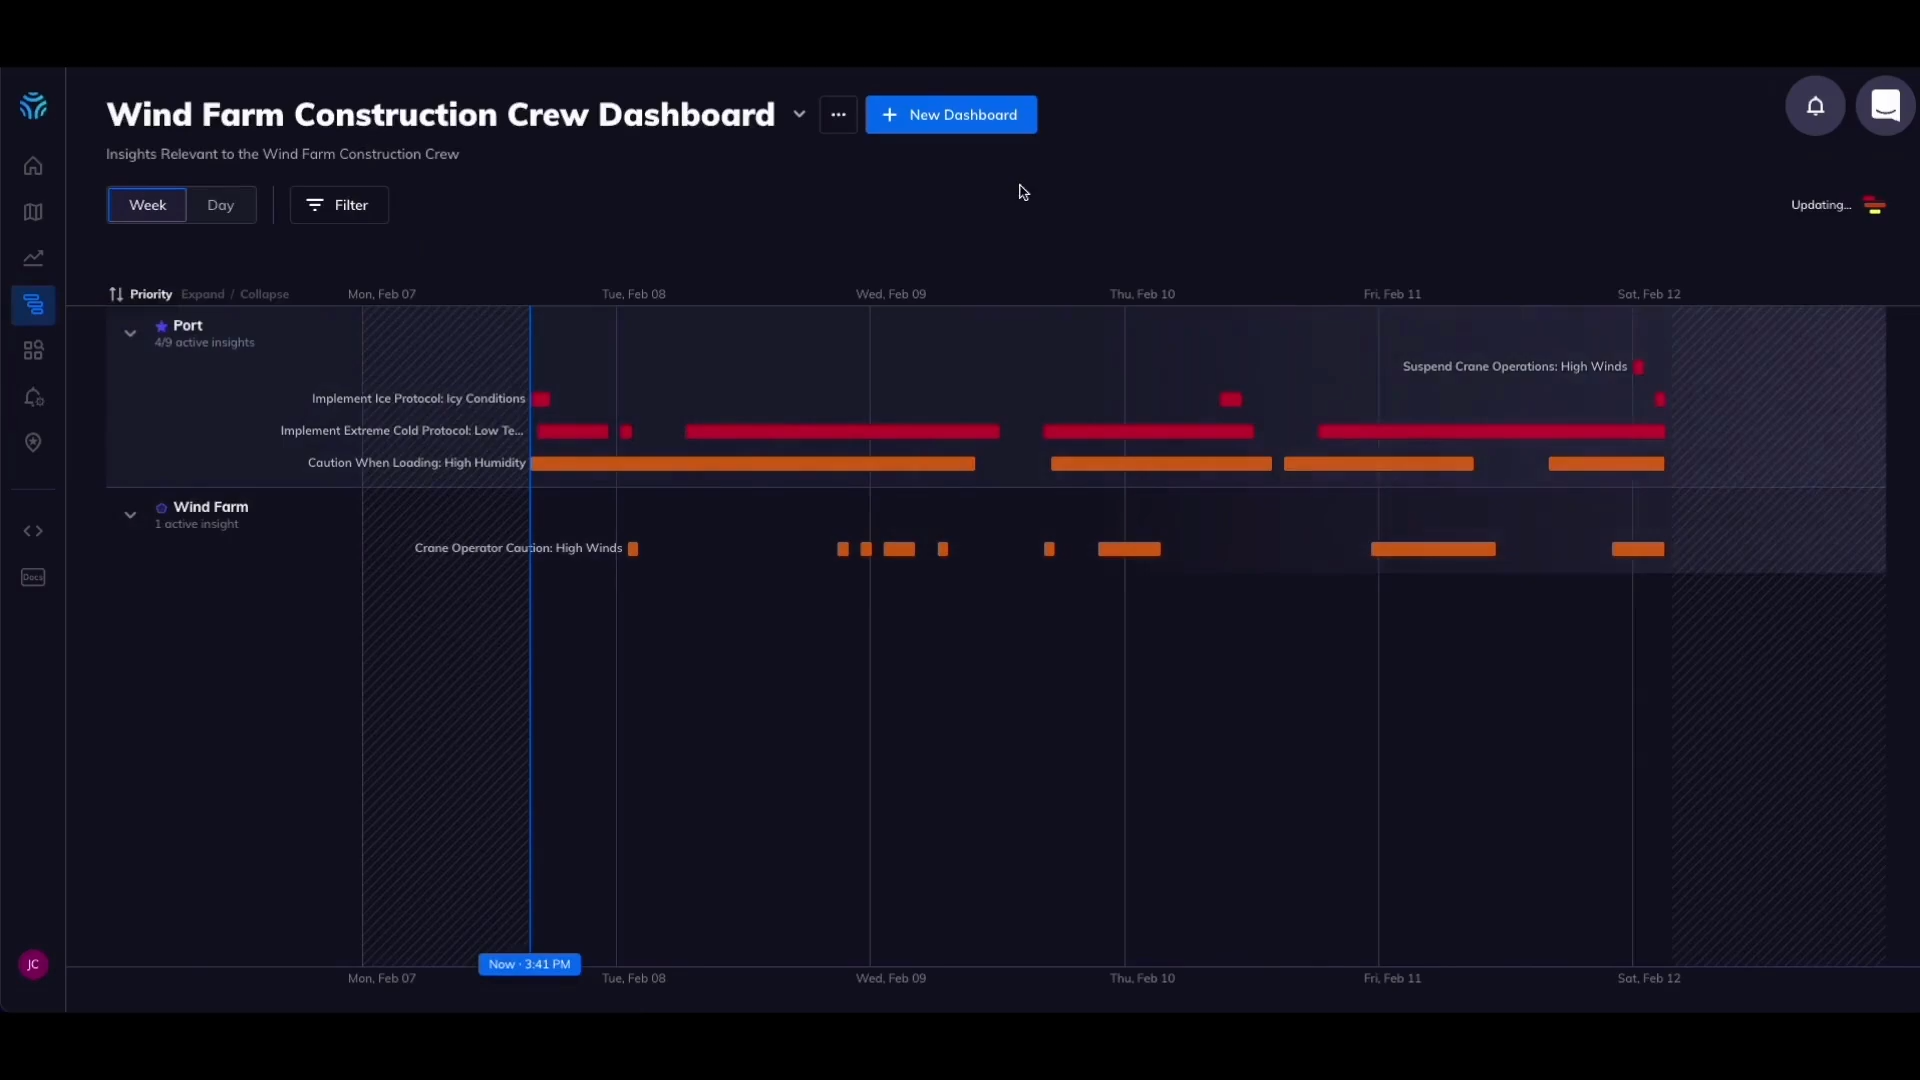 Wind Farm Construction Crew Dashboard
...
+ New Dashboard
Insights Relevant to the Wind Farm Construction Crew
Week
Day
Filter
Updating...
Priority Expand / Collapse
Mon, Feb 07
Tue, Feb 08
Wed, Feb 09
Thu, Feb 10
Fri, Feb 11
Sat, Feb 12
Port
4/9 active insights
Suspend Crane Operations: High Winds
Implement Ice Protocol: Icy Conditions
Implement Extreme Cold Protocol: Low Te...
Caution When Loading: High Humidity
Wind Farm
1 active insight
Crane Operator Caution: High Winds
Docs
JC
Now · 3:41 PM
Mon, Feb 07
Tue, Feb 08
Wed, Feb 09
Thu, Feb 10
Fri, Feb 11
Sat, Feb 12